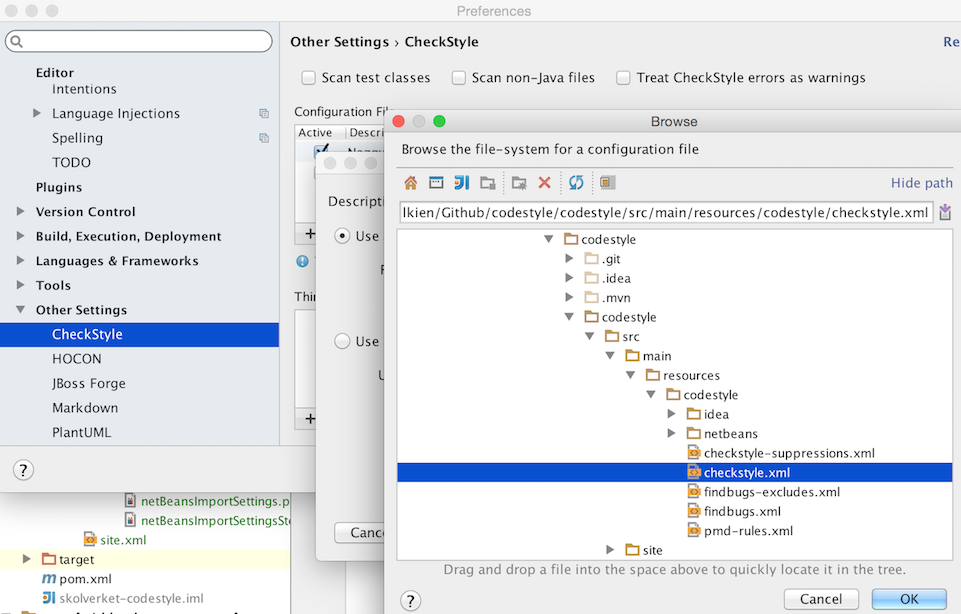 Preferences
Other Settings › CheckStyle
Re
Editor
Intentions
Language Injections
Spelling
TODO
Plugins
Version Control
Build, Execution, Deployment
Languages & Frameworks
Tools
Other Settings
CheckStyle
HOCON
JBoss Forge
Markdown
PlantUML
?
Scan test classes
Scan non-Java files
Treat CheckStyle errors as warnings
Configuration Fil
Active
Descri
+
Thir
+
Descripti
Use
Use
Canc
Browse
Browse the file-system for a configuration file
Hide path
lkien/Github/codestyle/codestyle/src/main/resources/codestyle/checkstyle.xml
codestyle
.git
.idea
.mvn
codestyle
src
main
resources
codestyle
idea
netbeans
checkstyle-suppressions.xml
checkstyle.xml
findbugs-excludes.xml
findbugs.xml
pmd-rules.xml
site
Drag and drop a file into the space above to quickly locate it in the tree.
?
Cancel
OK
netBeansImportSettings.p
netBeansImportSettingsSt
site.xml
target
pom.xml
skolverket-codestyle.iml